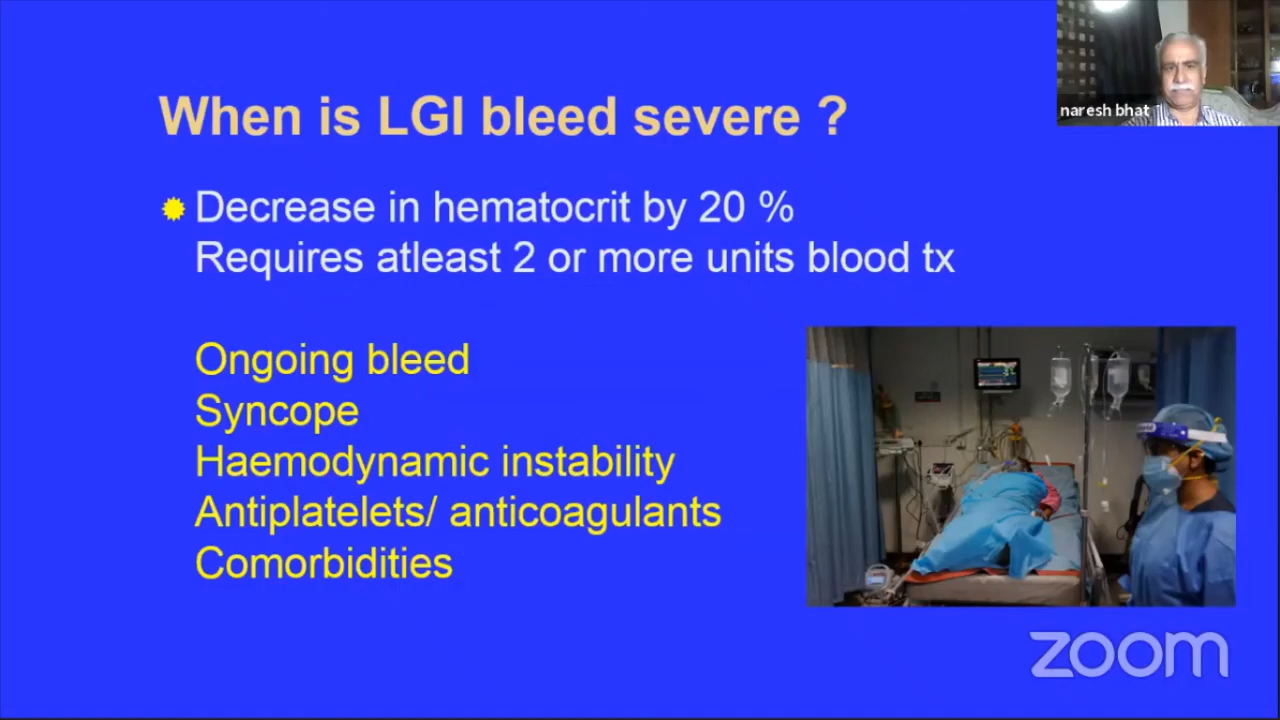 When is LGI bleed severe ?
naresh bhat
Decrease in hematocrit by 20 %
Requires atleast 2 or more units blood tx
Ongoing bleed
Syncope
Haemodynamic instability
Antiplatelets/ anticoagulants
Comorbidities
zoom